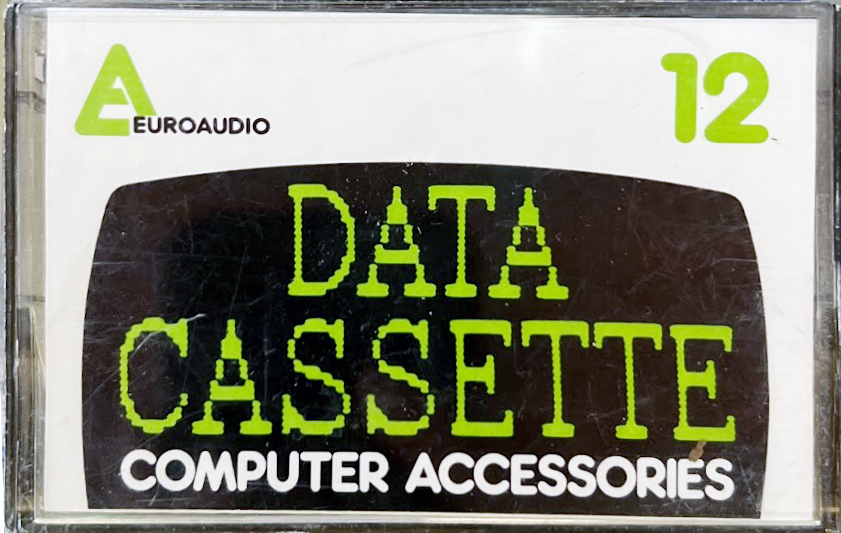 EUROAUDIO
12
DATA
CASSETTE
COMPUTER ACCESSORIES